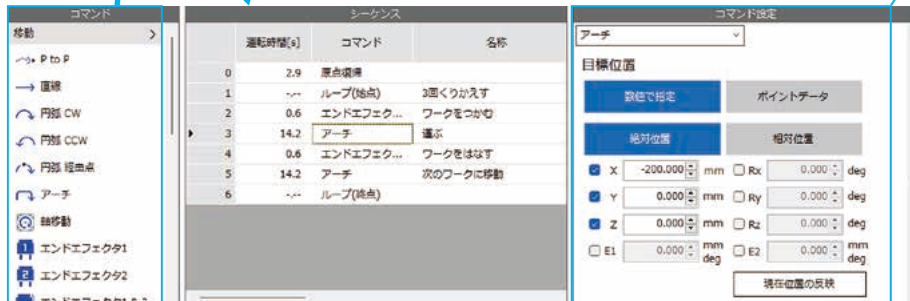 コマンド
移動 >
P to P
直線
円弧 CW
円弧 CCW
円弧 経由点
アーチ
軸移動
1 エンドエフェクタ1
2 エンドエフェクタ2
シーケンス
運転時間[s] コマンド 名称
0 2.9 原点復帰
1 -.-- ループ(始点) 3回くりかえす
2 0.6 エンドエフェク... ワークをつかむ
3 14.2 アーチ 運ぶ
4 0.6 エンドエフェク... ワークをはなす
5 14.2 アーチ 次のワークに移動
6 -.-- ループ(終点)
コマンド設定
アーチ
目標位置
数値で指定 ポイントデータ
絶対位置 相対位置
X -200.000 mm Rx 0.000 deg
Y 0.000 mm Ry 0.000 deg
Z 0.000 mm Rz 0.000 deg
E1 0.000 mm deg E2 0.000 mm deg
現在位置の反映